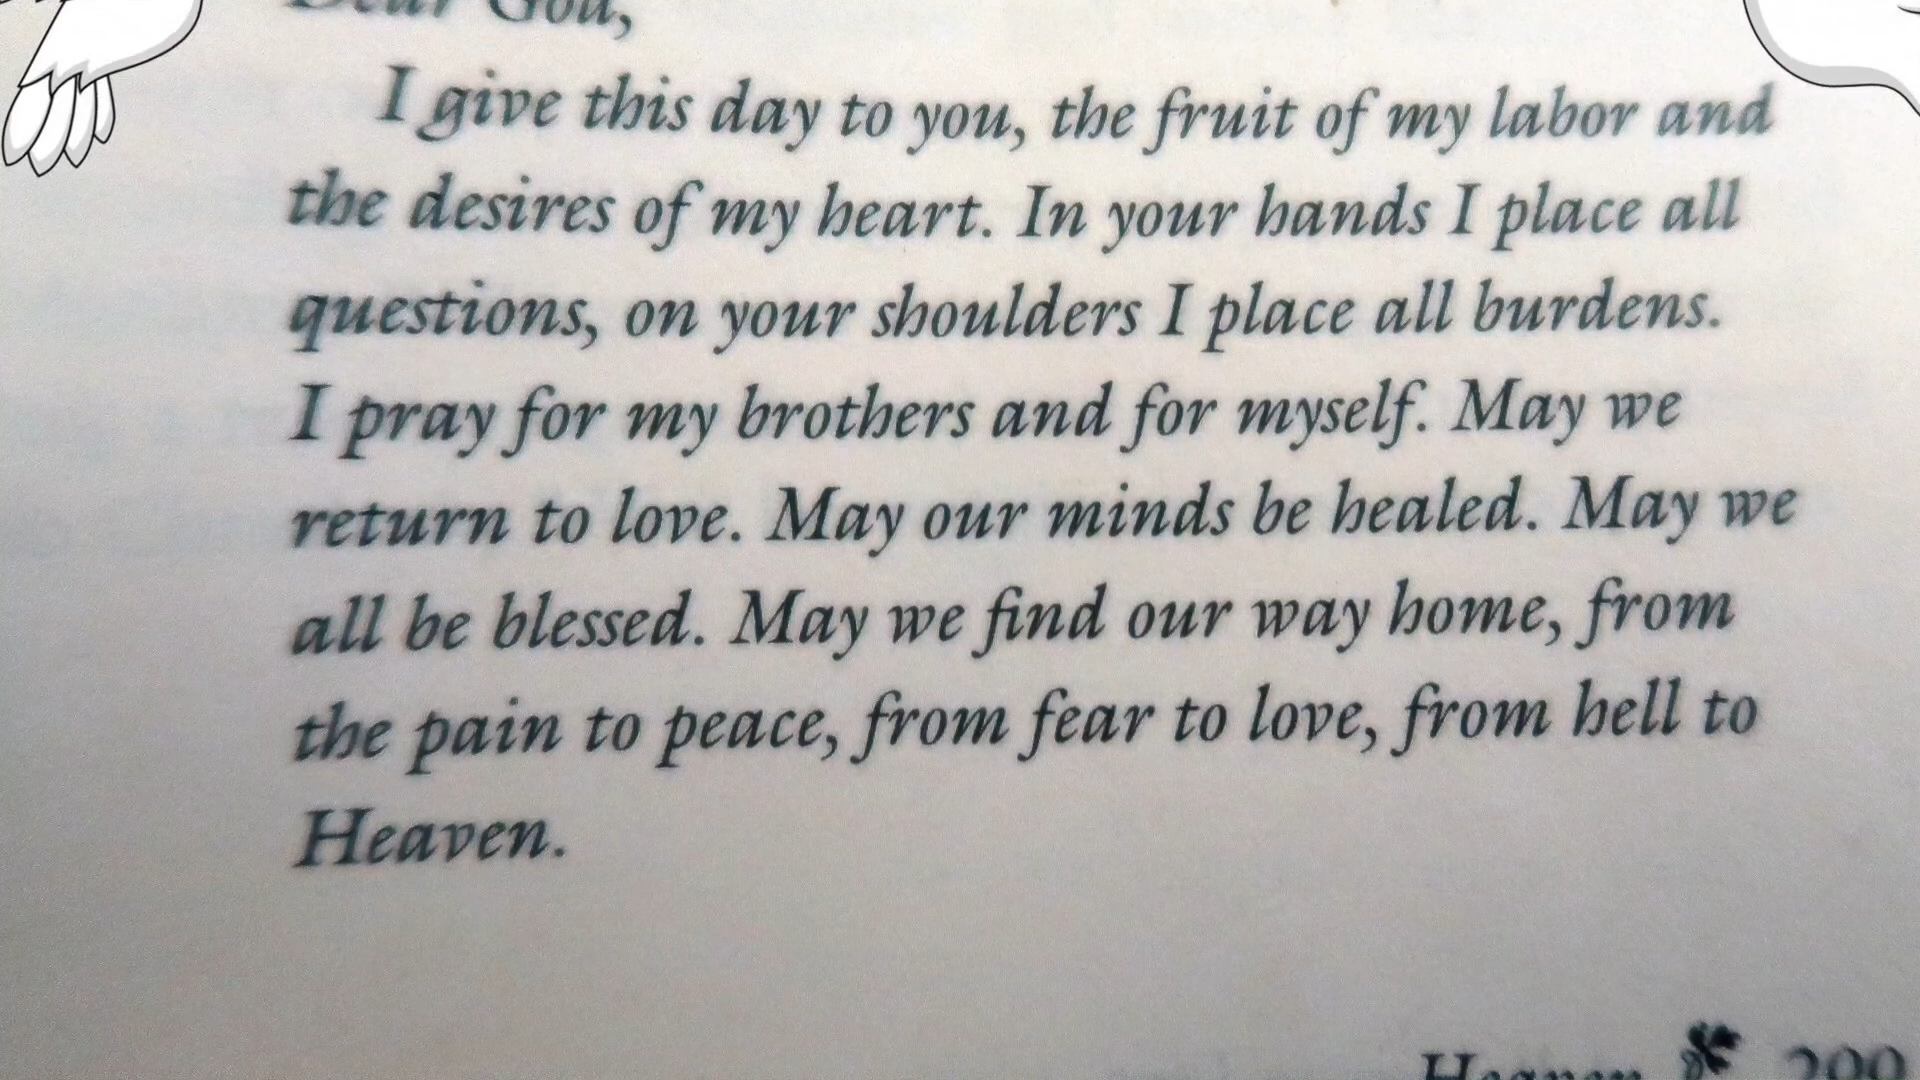 Dear God,
I give this day to you, the fruit of my labor and
the desires of my heart. In your hands I place all
questions, on your shoulders I place all burdens.
I pray for my brothers and for myself. May we
return to love. May our minds be healed. May we
all be blessed. May we find our way home, from
the pain to peace, from fear to love, from hell to
Heaven.
Heaven